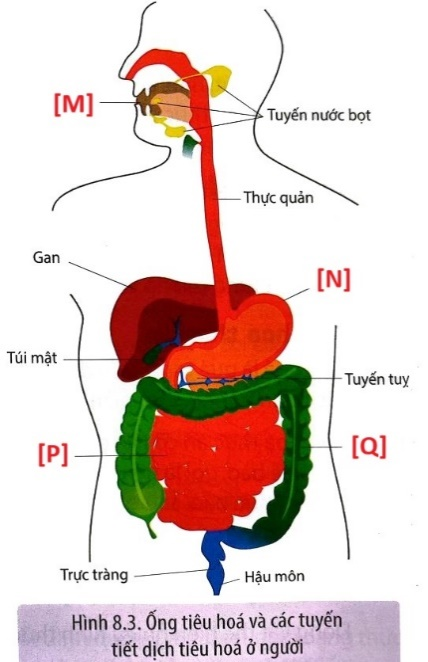 [M]
Tuyến nước bọt
Thực quản
Gan
[N]
Túi mật
Tuyến tuỵ
[P]
[Q]
Trực tràng
Hậu môn
Hình 8.3. Ống tiêu hoá và các tuyến
tiết dịch tiêu hoá ở người